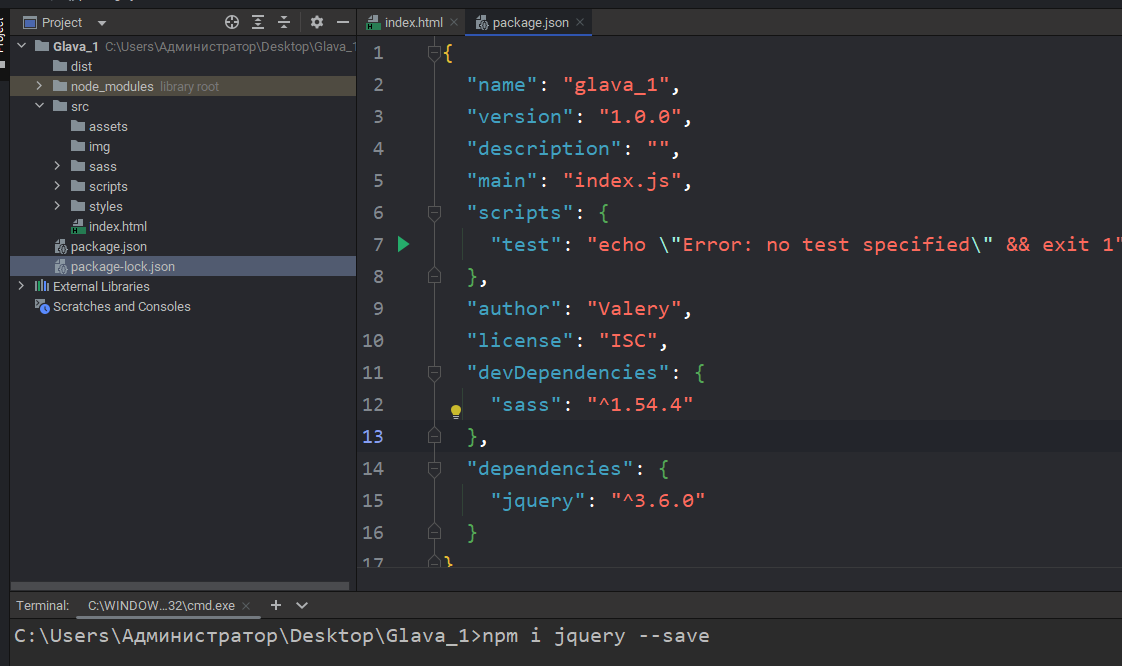 Project
index.html
package.json
Project
Glava_1 C:\Users\Администратор\Desktop\Glava_1
dist
node_modules library root
src
assets
img
sass
scripts
styles
index.html
package.json
package-lock.json
External Libraries
Scratches and Consoles
1 {
2 "name": "glava_1",
3 "version": "1.0.0",
4 "description": "",
5 "main": "index.js",
6 "scripts": {
7 "test": "echo \"Error: no test specified\" && exit 1"
8 },
9 "author": "Valery",
10 "license": "ISC",
11 "devDependencies": {
12 "sass": "^1.54.4"
13 },
14 "dependencies": {
15 "jquery": "^3.6.0"
16 }
17 }
Terminal: C:\WINDOW...32\cmd.exe
C:\Users\Администратор\Desktop\Glava_1>npm i jquery --save